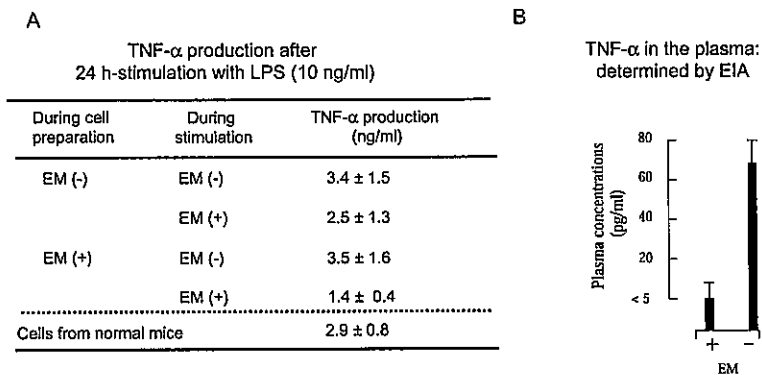 A
TNF-α production after
24 h-stimulation with LPS (10 ng/ml)
During cell preparation
During stimulation
TNF-α production (ng/ml)
EM (-) EM (-) 3.4 ± 1.5
EM (+) 2.5 ± 1.3
EM (+) EM (-) 3.5 ± 1.6
EM (+) 1.4 ± 0.4
Cells from normal mice 2.9 ± 0.8
B
TNF-α in the plasma:
determined by EIA
Plasma concentrations
(pg/ml)
80
60
40
20
< 5
+ −
EM